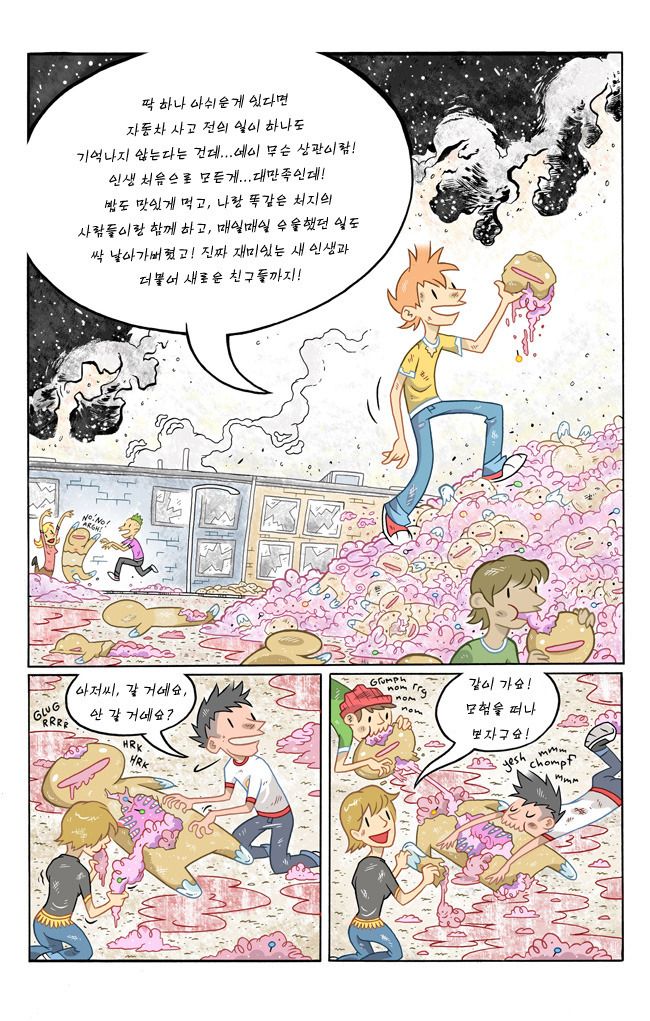 딱 하나 아쉬운게 있다면
자동차 사고 전의 일이 하나도
기억나지 않는다는 건데...에이 무슨 상관이람!
인생 처음으로 모든게...대만족인데!
밥도 맛있게 먹고, 나랑 똑같은 처지의
사람들이랑 함께 하고, 매일매일 우울했던 일도
싹 날아가버렸고! 진짜 재미있는 새 인생과
더불어 새로운 친구들까지!
NO! NO!
ARGH!
아저씨, 갈 거에요,
안 갈 거에요?
GLUG
RRRR
HRK
HRK
Grumph
nom rrg
nom
nom
같이 가요!
모험을 떠나
보자구요!
yesh mmm
chompf
mmm